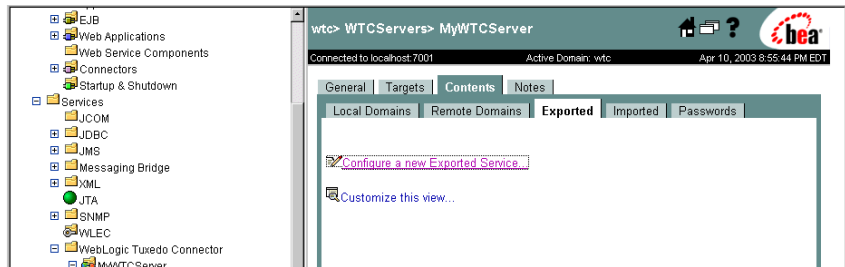 EJB
Web Applications
Web Service Components
Connectors
Startup & Shutdown
Services
JCOM
JDBC
JMS
Messaging Bridge
XML
JTA
SNMP
WLEC
WebLogic Tuxedo Connector
MyWTCServer
wtc> WTCServers> MyWTCServer
?
bea
Connected to localhost:7001 Active Domain: wtc Apr 10, 2003 8:55:44 PM EDT
General Targets Contents Notes
Local Domains Remote Domains Exported Imported Passwords
Configure a new Exported Service...
Customize this view...